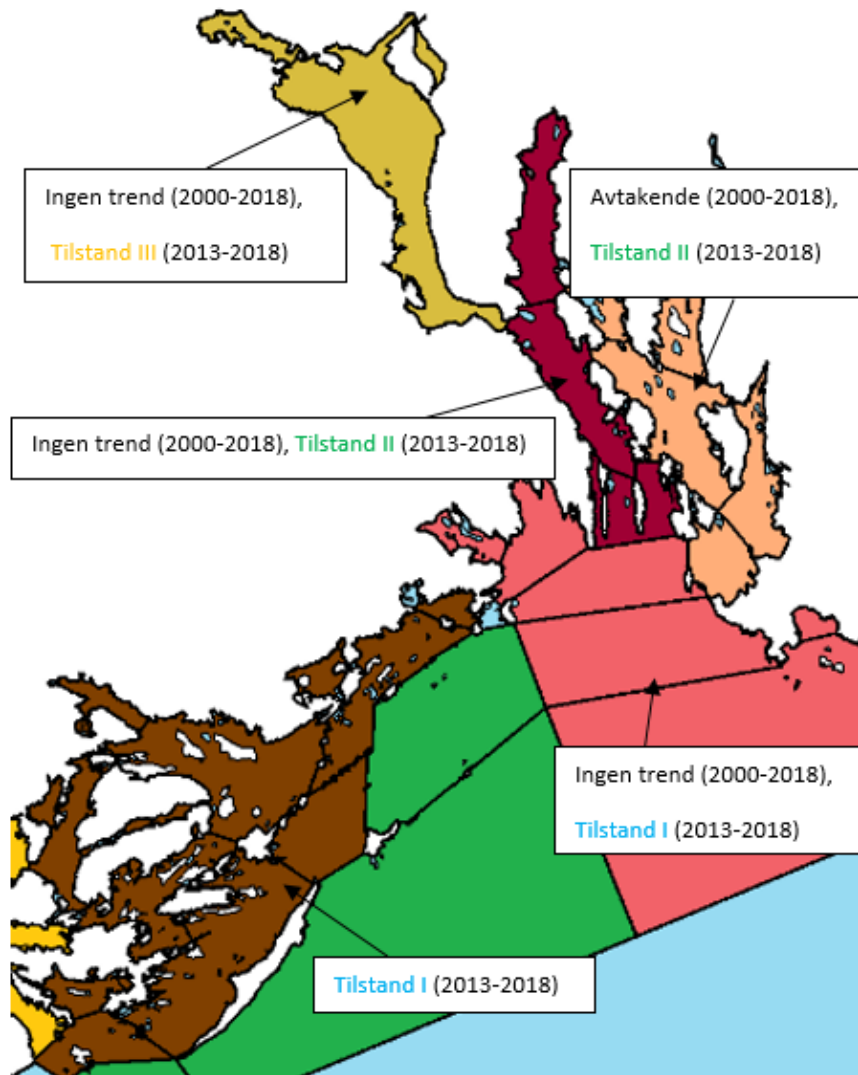 Ingen trend (2000-2018),
Tilstand III (2013-2018)
Avtakende (2000-2018),
Tilstand II (2013-2018)
Ingen trend (2000-2018), Tilstand II (2013-2018)
Ingen trend (2000-2018),
Tilstand I (2013-2018)
Tilstand I (2013-2018)